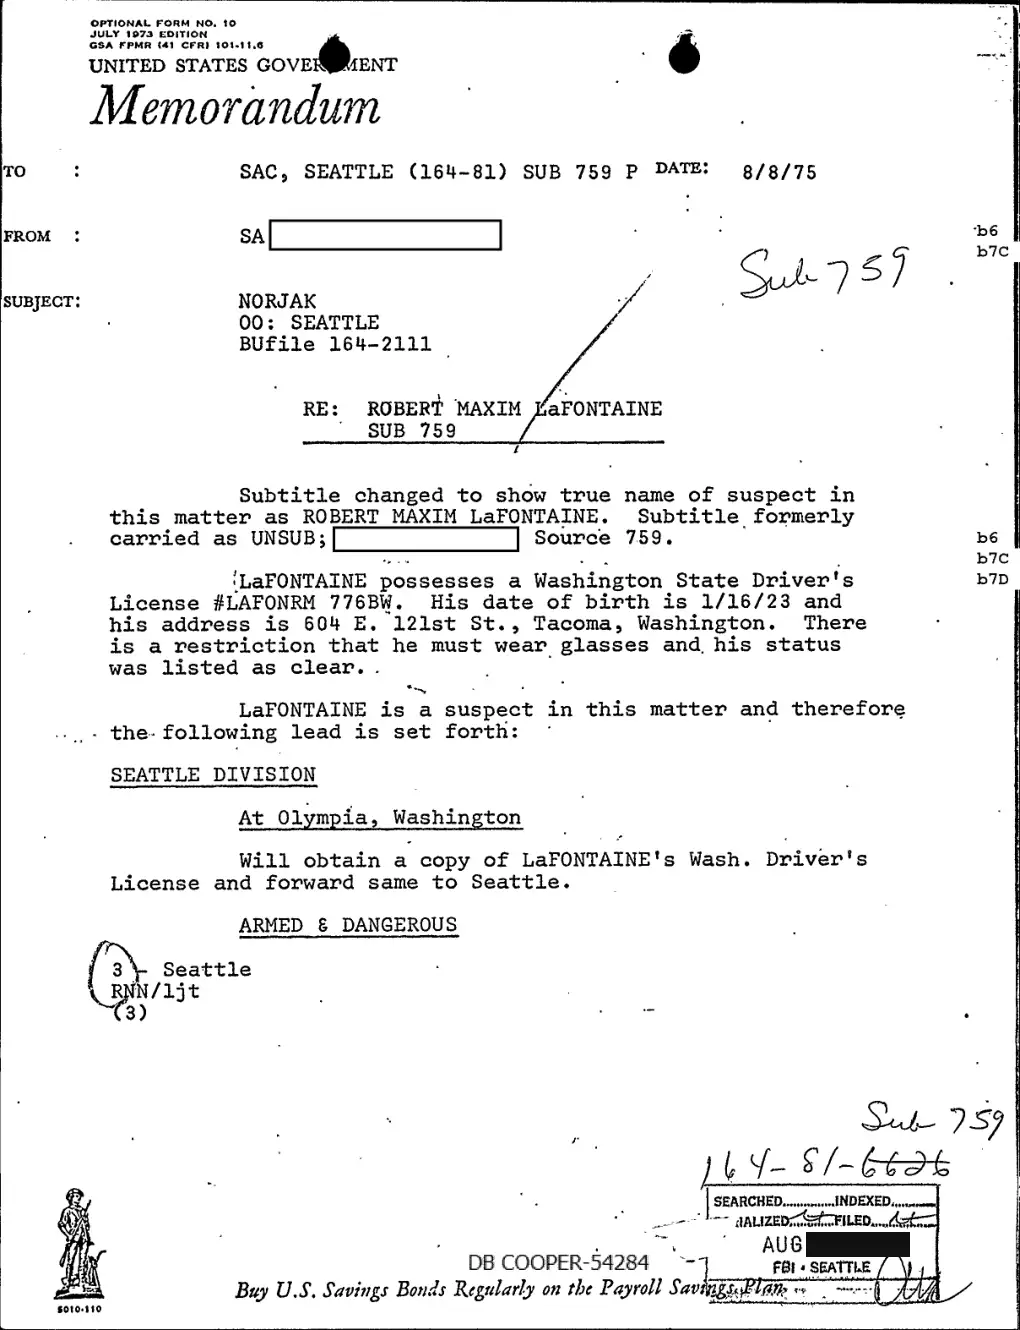 OPTIONAL FORM NO. 10
JULY 1973 EDITION
GSA FPMR (41 CFR) 101-11.6
UNITED STATES GOVERNMENT
Memorandum
TO : SAC, SEATTLE (164-81) SUB 759 P DATE: 8/8/75
FROM : SA b6
b7C
Sub 759
SUBJECT: NORJAK
OO: SEATTLE
BUfile 164-2111
RE: ROBERT MAXIM LaFONTAINE
SUB 759
Subtitle changed to show true name of suspect in
this matter as ROBERT MAXIM LaFONTAINE. Subtitle formerly
carried as UNSUB; Source 759. b6
b7C
b7D
LaFONTAINE possesses a Washington State Driver's
License #LAFONRM 776BW. His date of birth is 1/16/23 and
his address is 604 E. 121st St., Tacoma, Washington. There
is a restriction that he must wear glasses and his status
was listed as clear.
LaFONTAINE is a suspect in this matter and therefore
the following lead is set forth:
SEATTLE DIVISION
At Olympia, Washington
Will obtain a copy of LaFONTAINE's Wash. Driver's
License and forward same to Seattle.
ARMED & DANGEROUS
3 - Seattle
RNN/ljt
(3)
Sub 759
164-81-6626
SEARCHED..............INDEXED..............
FILED
AUG
FBI - SEATTLE
DB COOPER-54284
Buy U.S. Savings Bonds Regularly on the Payroll Savings Plan
5010-110